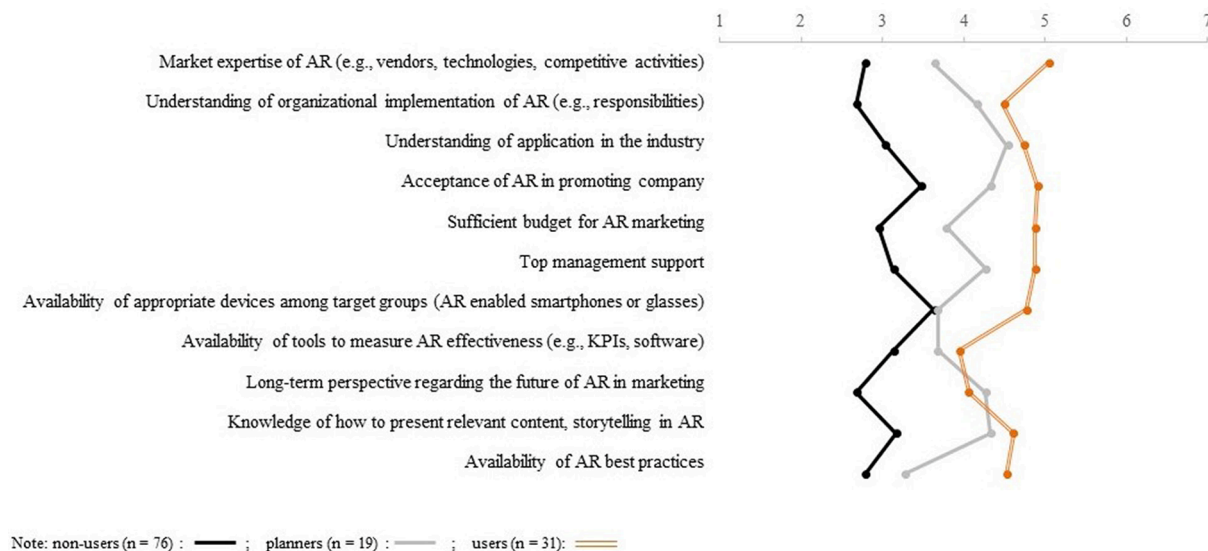 1 2 3 4 5 6 7
Market expertise of AR (e.g., vendors, technologies, competitive activities)
Understanding of organizational implementation of AR (e.g., responsibilities)
Understanding of application in the industry
Acceptance of AR in promoting company
Sufficient budget for AR marketing
Top management support
Availability of appropriate devices among target groups (AR enabled smartphones or glasses)
Availability of tools to measure AR effectiveness (e.g., KPIs, software)
Long-term perspective regarding the future of AR in marketing
Knowledge of how to present relevant content, storytelling in AR
Availability of AR best practices
Note: non-users (n = 76) : ; planners (n = 19) : ; users (n = 31):